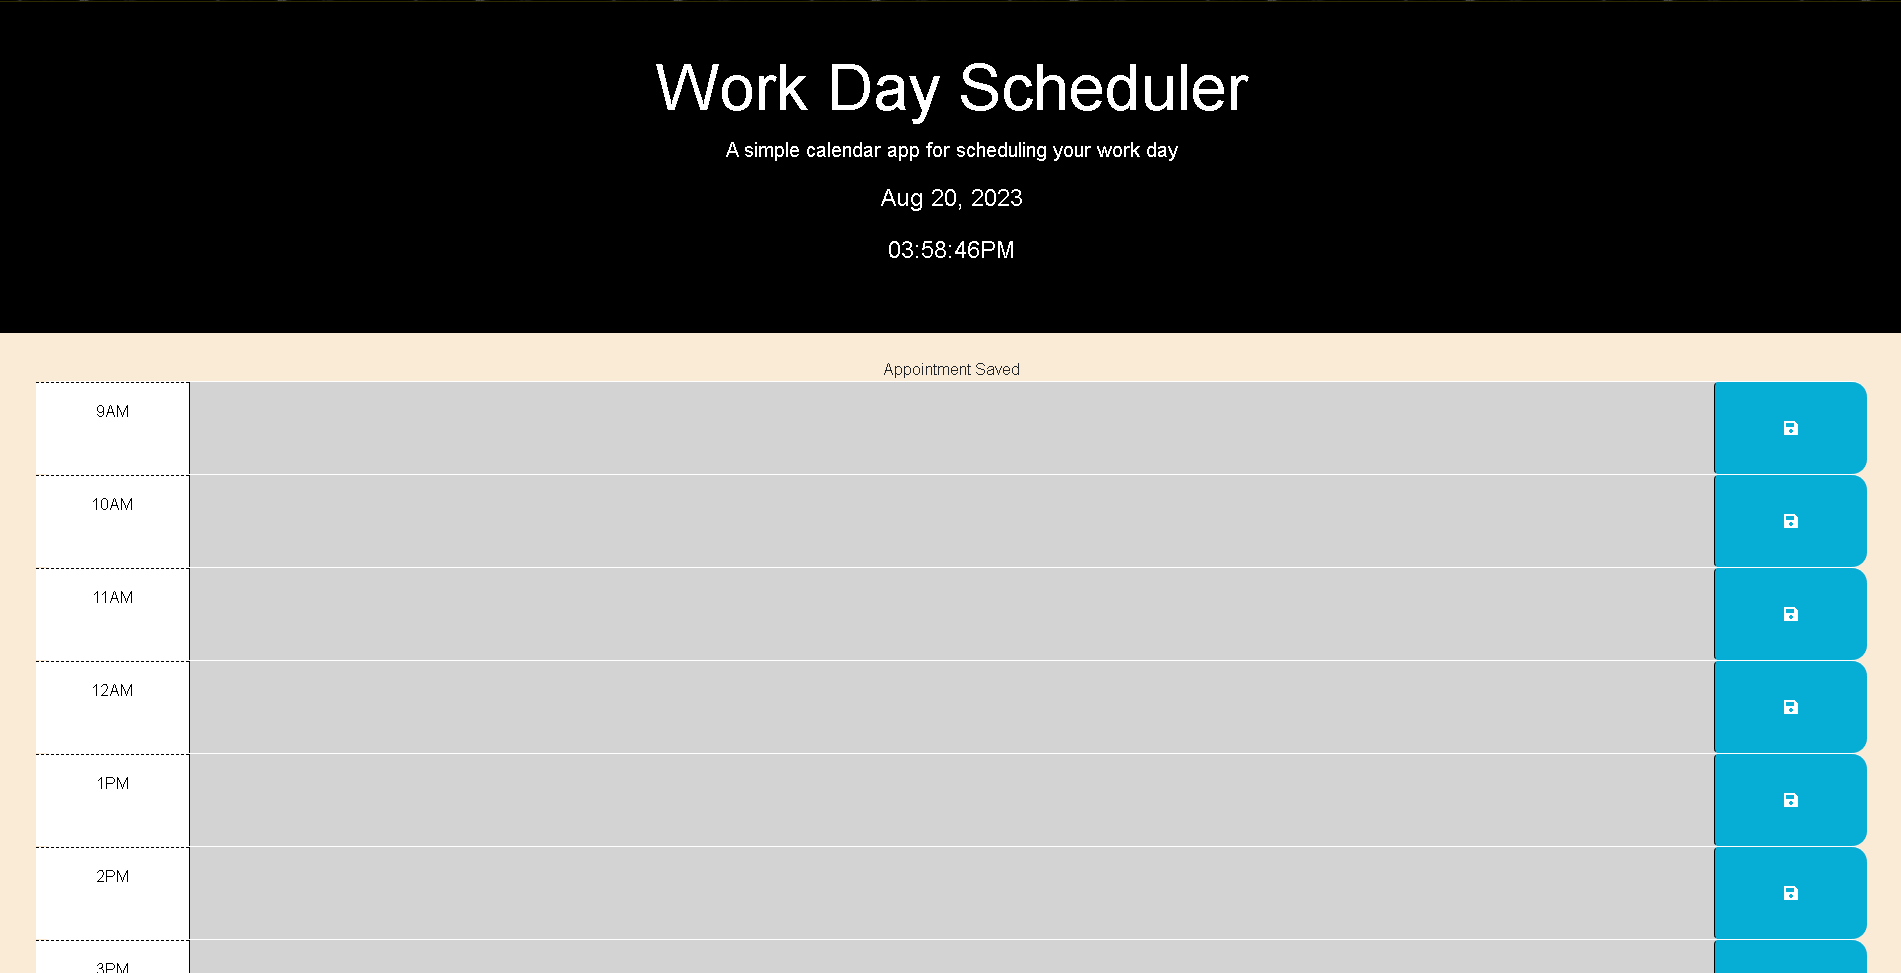 Work Day Scheduler
A simple calendar app for scheduling your work day
Aug 20, 2023
03:58:46PM
Appointment Saved
9AM
10AM
11AM
12AM
1PM
2PM
3PM